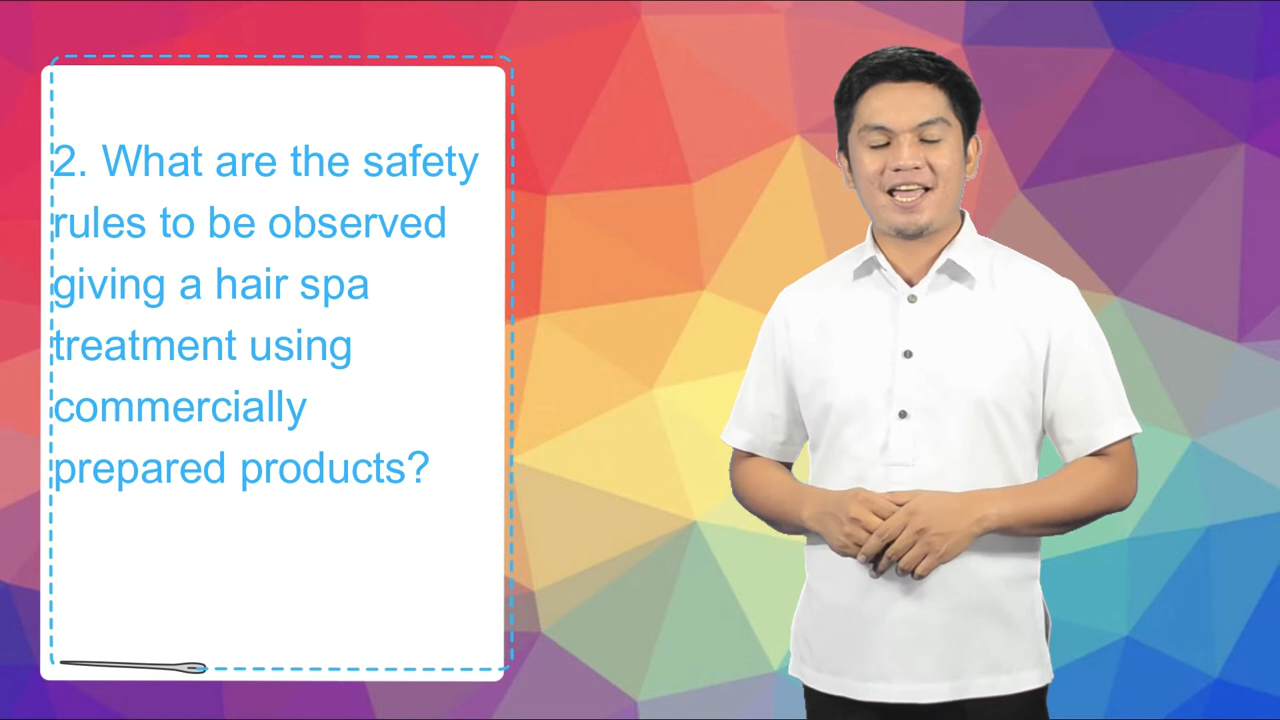 2. What are the safety
rules to be observed
giving a hair spa
treatment using
commercially
prepared products?